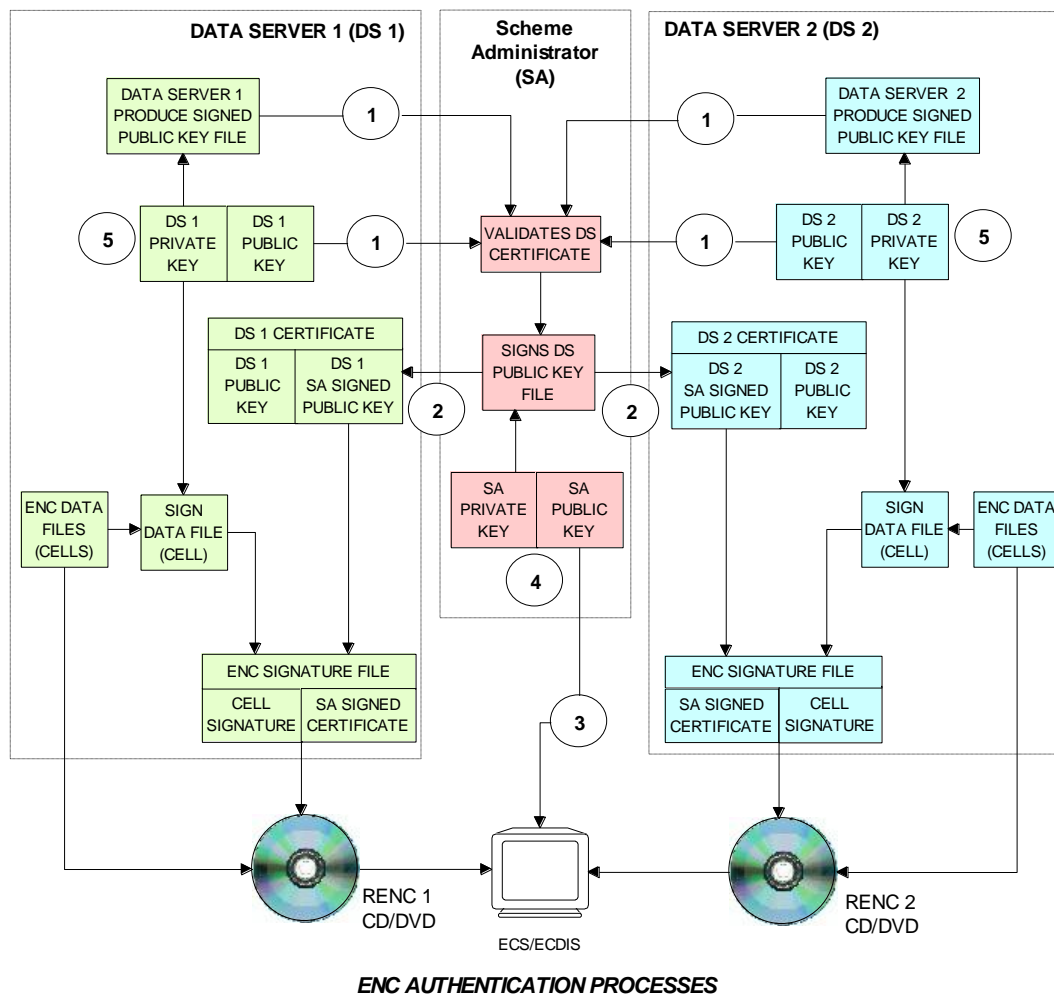 DATA SERVER 1 (DS 1)
Scheme
Administrator
(SA)
DATA SERVER 2 (DS 2)
DATA SERVER 1
PRODUCE SIGNED
PUBLIC KEY FILE
1
1
DATA SERVER 2
PRODUCE SIGNED
PUBLIC KEY FILE
5
DS 1
PRIVATE
KEY
DS 1
PUBLIC
KEY
1
VALIDATES DS
CERTIFICATE
1
DS 2
PUBLIC
KEY
DS 2
PRIVATE
KEY
5
DS 1 CERTIFICATE
DS 1
PUBLIC
KEY
DS 1
SA SIGNED
PUBLIC KEY
2
SIGNS DS
PUBLIC KEY
FILE
2
DS 2 CERTIFICATE
DS 2
SA SIGNED
PUBLIC KEY
DS 2
PUBLIC
KEY
ENC DATA
FILES
(CELLS)
SIGN
DATA FILE
(CELL)
SA
PRIVATE
KEY
SA
PUBLIC
KEY
4
SIGN
DATA FILE
(CELL)
ENC DATA
FILES
(CELLS)
ENC SIGNATURE FILE
CELL
SIGNATURE
SA SIGNED
CERTIFICATE
3
ENC SIGNATURE FILE
SA SIGNED
CERTIFICATE
CELL
SIGNATURE
RENC 1
CD/DVD
ECS/ECDIS
RENC 2
CD/DVD
ENC AUTHENTICATION PROCESSES